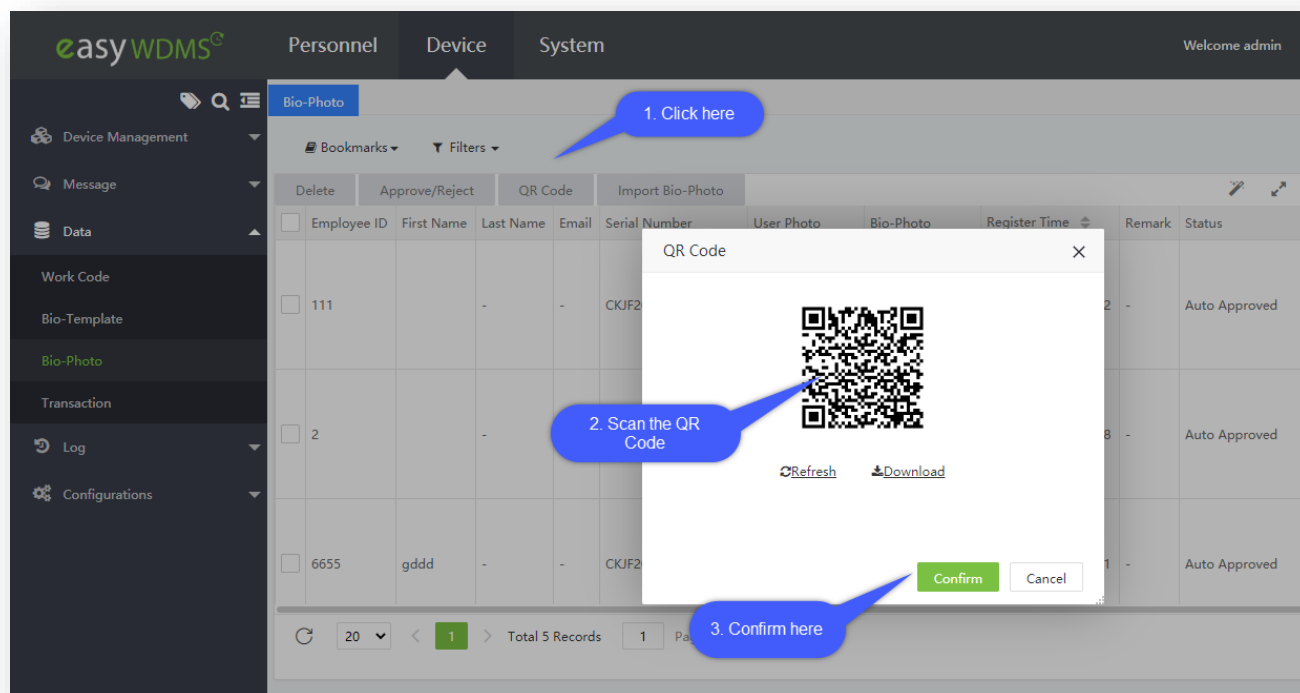 easy WDMS
Personnel Device System Welcome admin
Bio-Photo
1. Click here
Device Management
Bookmarks Filters
Message
Delete Approve/Reject QR Code Import Bio-Photo
Data
Employee ID First Name Last Name Email Serial Number User Photo Bio-Photo Register Time Remark Status
QR Code
Work Code
111 - - CKJF2 2 - Auto Approved
Bio-Template
Bio-Photo
Transaction
2. Scan the QR
Code
2 - 8 - Auto Approved
Log
Refresh Download
Configurations
6655 gddd - - CKJF2 1 - Auto Approved
Confirm Cancel
3. Confirm here
20 1 Total 5 Records 1